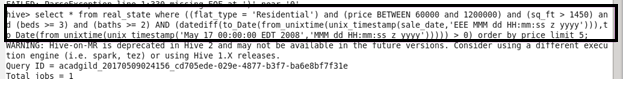 FAILED: ParseException line 1:330 missing EOF at ')' near '0'
hive> select * from real_state where ((flat_type = 'Residential') and (price BETWEEN 60000 and 1200000) and (sq_ft > 1450) an
d (beds >= 3) and (baths >= 2) AND (datediff(to_Date(from_unixtime(unix_timestamp(sale_date,'EEE MMM dd HH:mm:ss z yyyy'))),t
o_Date(from_unixtime(unix_timestamp('May 17 00:00:00 EDT 2008','MMM dd HH:mm:ss z yyyy'))))) > 0) order by price limit 5;
WARNING: Hive-on-MR is deprecated in Hive 2 and may not be available in the future versions. Consider using a different execu
tion engine (i.e. spark, tez) or using Hive 1.X releases.
Query ID = acadgild_20170509024156_cd705ede-029e-4877-b3f7-ba6e8bf7f31e
Total jobs = 1